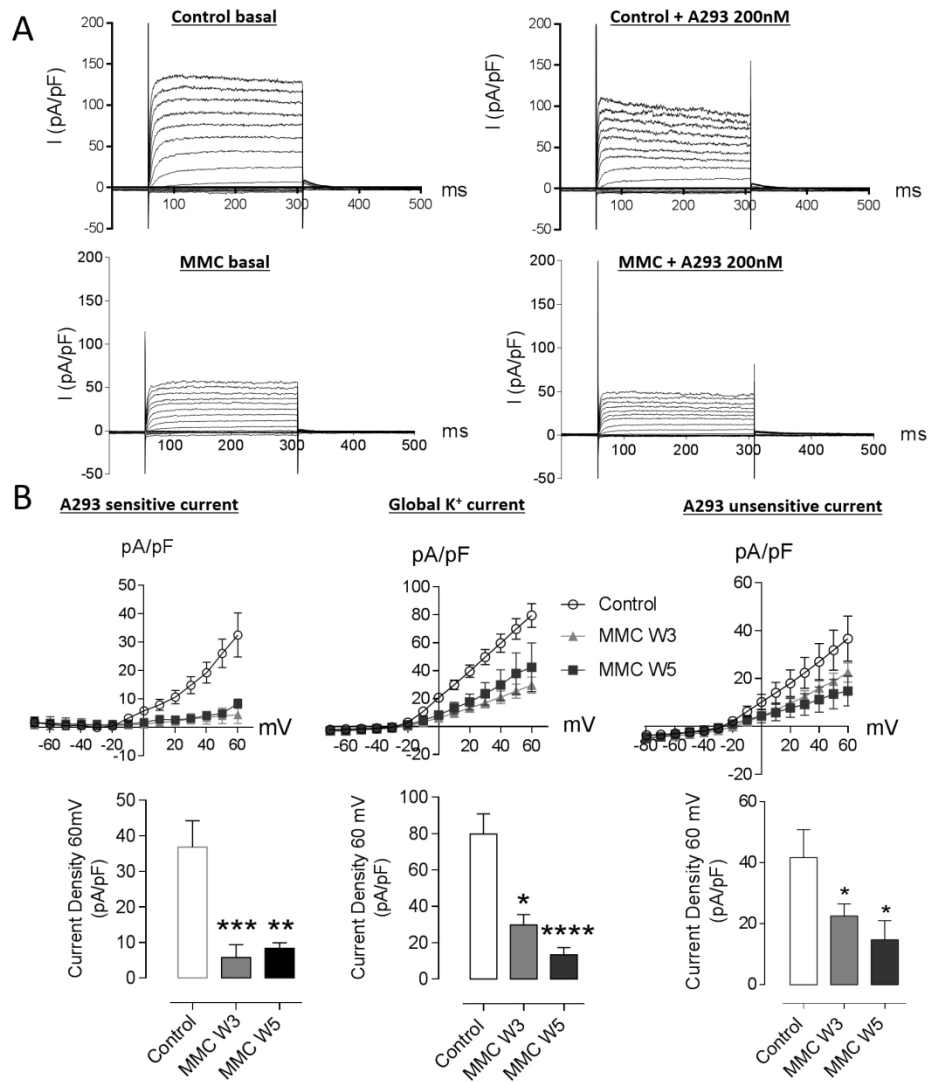 A
Control basal
Control + A293 200nM
I (pA/pF)
200
150
100
50
0
-50
100
200
300
400
500
ms
I (pA/pF)
200
150
100
50
0
-50
100
200
300
400
500
ms
MMC basal
MMC + A293 200nM
I (pA/pF)
200
150
100
50
0
-50
100
200
300
400
500
ms
I (pA/pF)
200
150
100
50
0
-50
100
200
300
400
500
ms
B
A293 sensitive current
Global K⁺ current
A293 unsensitive current
pA/pF
50
40
30
20
10
-10
-60
-40
-20
20
40
60
mV
pA/pF
100
80
60
40
20
-20
-60
-40
-20
20
40
60
mV
Control
MMC W3
MMC W5
pA/pF
60
40
20
-20
-80
-60
-40
-20
20
40
60
mV
Current Density 60mV
(pA/pF)
50
40
30
20
10
0
***
**
Control
MMC W3
MMC W5
Current Density 60 mV
(pA/pF)
100
80
60
40
20
0
*
****
Control
MMC W3
MMC W5
Current Density 60 mV
(pA/pF)
60
40
20
0
*
*
Control
MMC W3
MMC W5